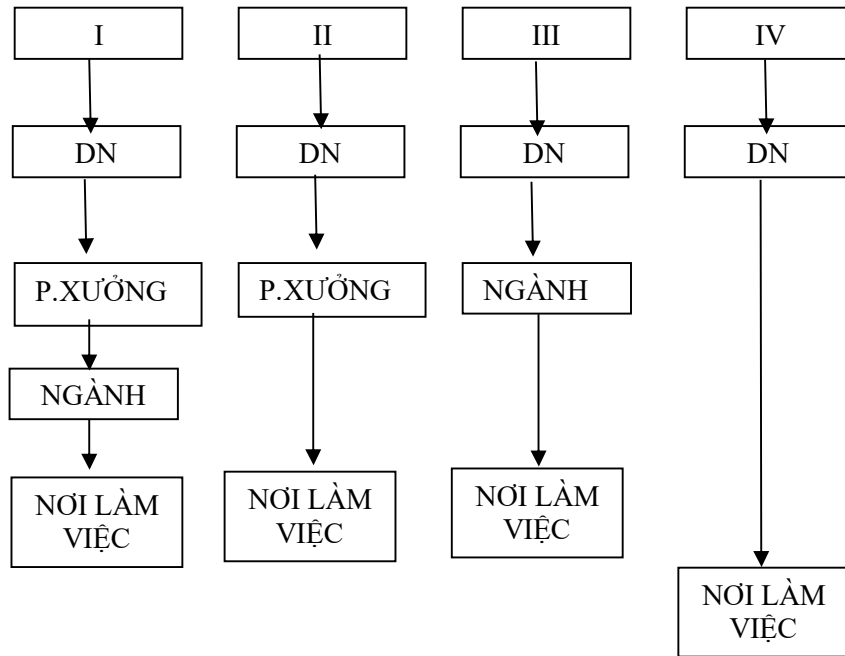 I
II
III
IV
DN
DN
DN
DN
P.XƯỞNG
P.XƯỞNG
NGÀNH
NGÀNH
NƠI LÀM
VIỆC
NƠI LÀM
VIỆC
NƠI LÀM
VIỆC
NƠI LÀM
VIỆC